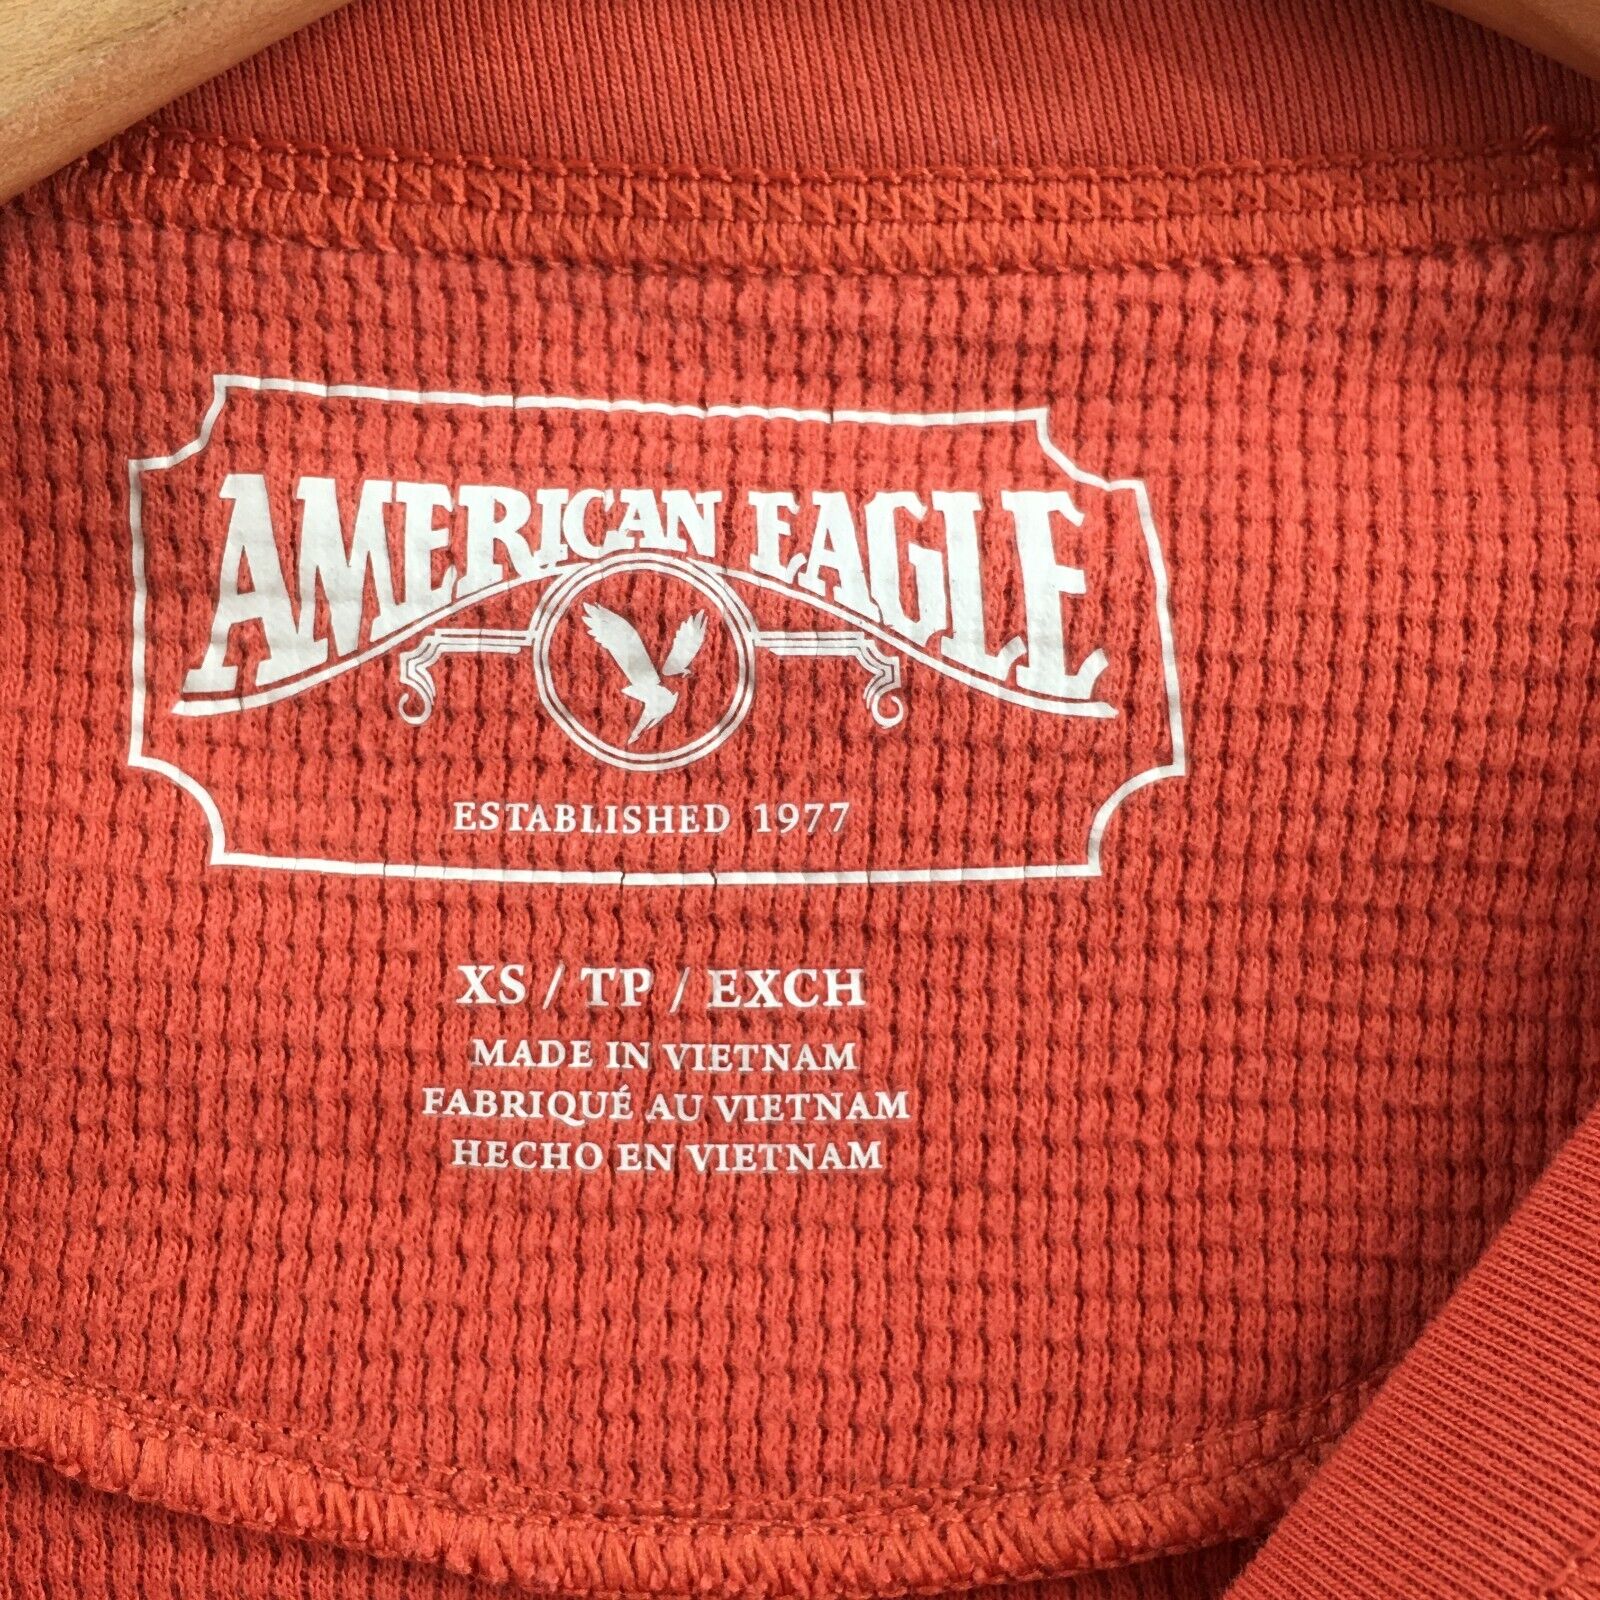 AMERICAN EAGLE
ESTABLISHED 1977
XS / TP / EXCH
MADE IN VIETNAM
FABRIQUÉ AU VIETNAM
HECHO EN VIETNAM